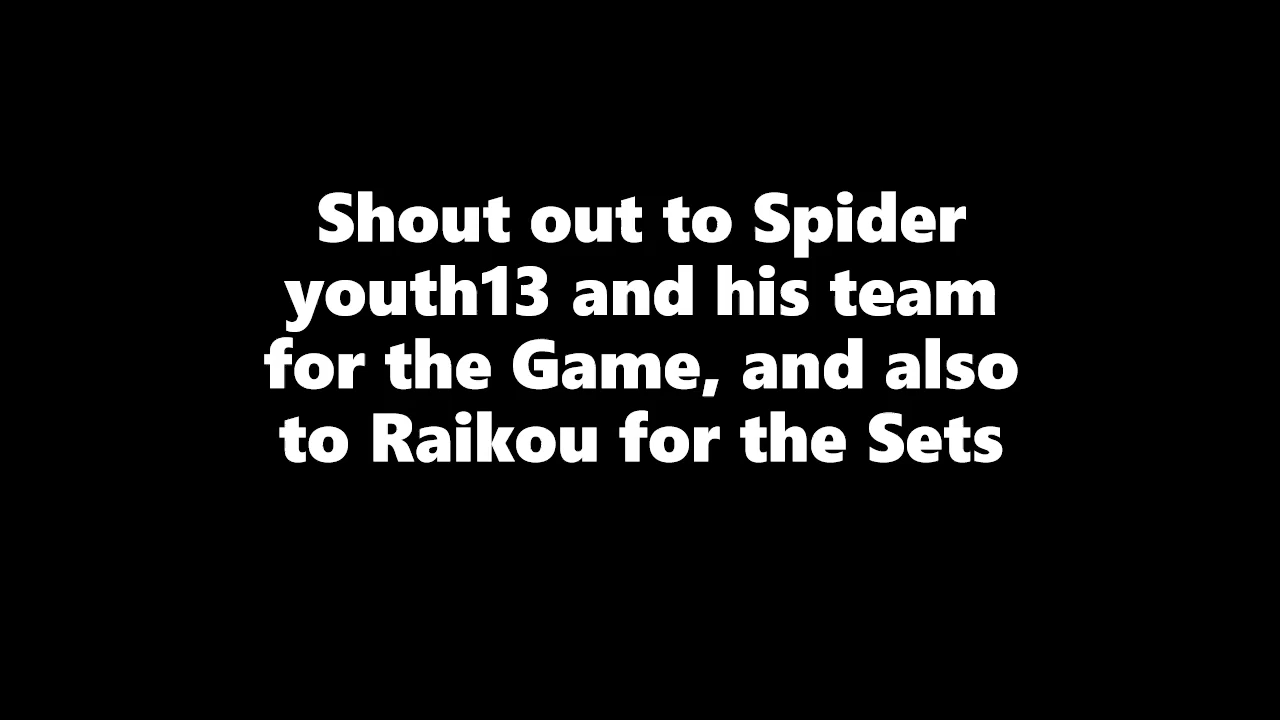 Shout out to Spider
youth13 and his team
for the Game, and also
to Raikou for the Sets